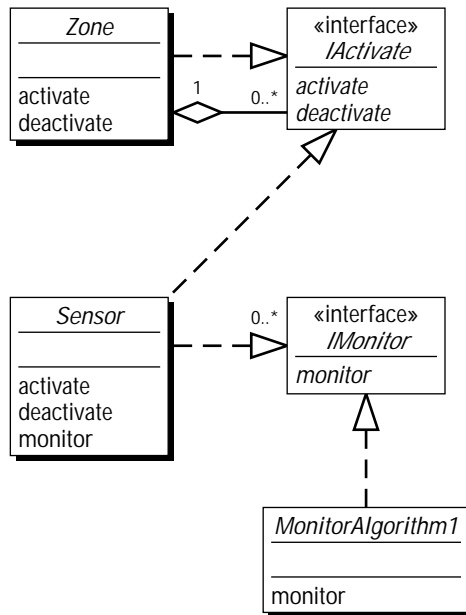 Zone
activate
deactivate
«interface»
IActivate
activate
deactivate
1
0..*
Sensor
activate
deactivate
monitor
0..*
«interface»
IMonitor
monitor
MonitorAlgorithm1
monitor